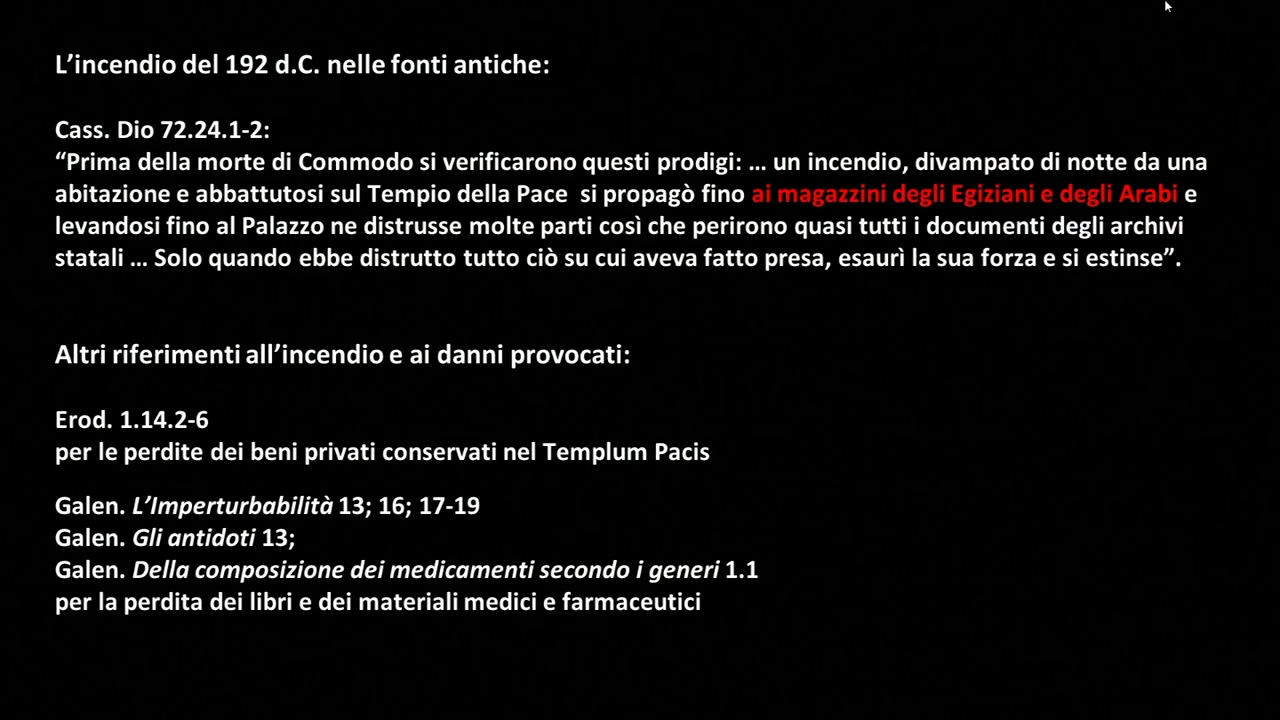 L’incendio del 192 d.C. nelle fonti antiche:
Cass. Dio 72.24.1-2:
“Prima della morte di Commodo si verificarono questi prodigi: … un incendio, divampato di notte da una
abitazione e abbattutosi sul Tempio della Pace si propagò fino ai magazzini degli Egiziani e degli Arabi e
levandosi fino al Palazzo ne distrusse molte parti così che perirono quasi tutti i documenti degli archivi
statali … Solo quando ebbe distrutto tutto ciò su cui aveva fatto presa, esaurì la sua forza e si estinse”.
Altri riferimenti all’incendio e ai danni provocati:
Erod. 1.14.2-6
per le perdite dei beni privati conservati nel Templum Pacis
Galen. L’Imperturbabilità 13; 16; 17-19
Galen. Gli antidoti 13;
Galen. Della composizione dei medicamenti secondo i generi 1.1
per la perdita dei libri e dei materiali medici e farmaceutici